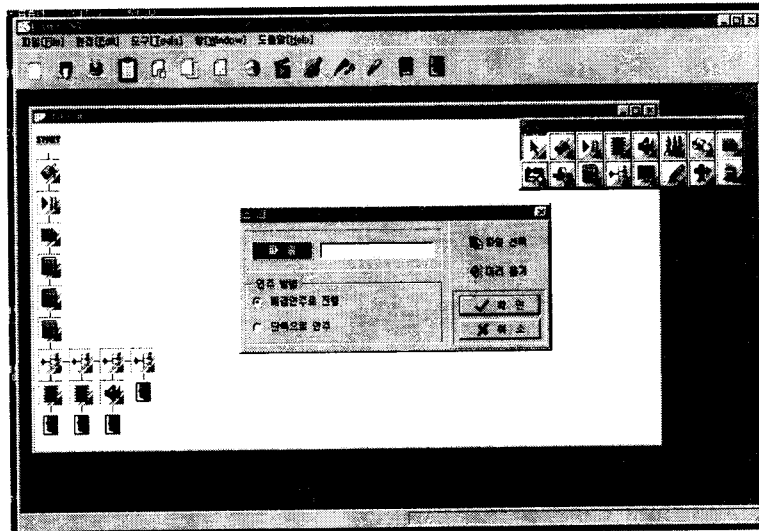 파일[File] 편집[Edit] 도구[Tools] 창[Window] 도움말[Help]
START
파 일
파일 선택
미리 듣기
연주 방법
배경연주로 진행
단독으로 연주
확 인
취 소